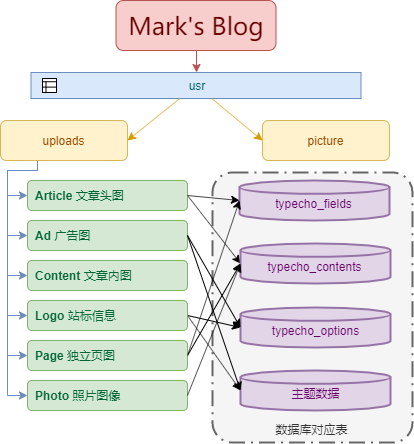 Mark's Blog
usr
uploads
picture
Article 文章头图
Ad 广告图
Content 文章内图
Logo 站标信息
Page 独立页图
Photo 照片图像
typecho_fields
typecho_contents
typecho_options
主题数据
数据库对应表